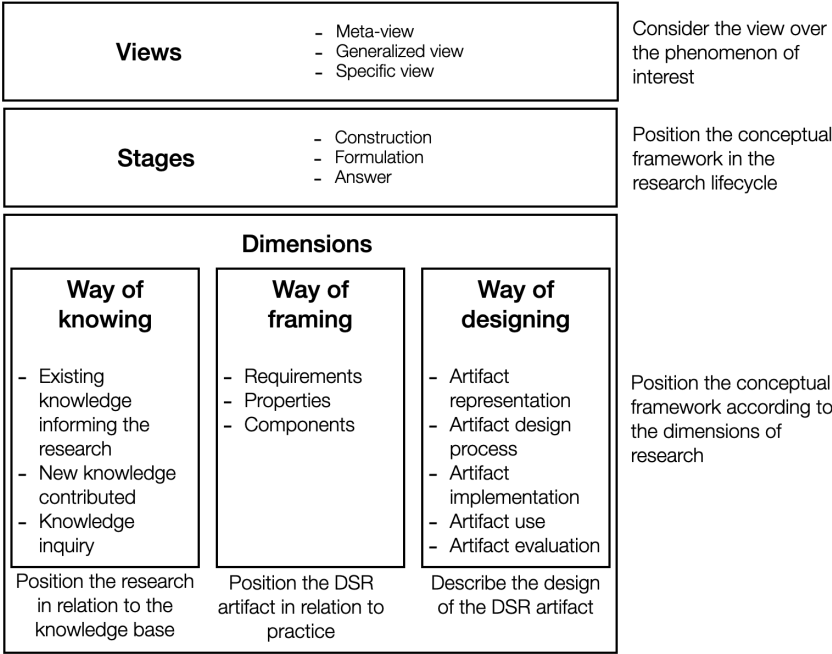 Views
- Meta-view
- Generalized view
- Specific view
Consider the view over
the phenomenon of
interest
Stages
- Construction
- Formulation
- Answer
Position the conceptual
framework in the
research lifecycle
Dimensions
Way of
knowing
- Existing
knowledge
informing the
research
- New knowledge
contributed
- Knowledge
inquiry
Position the research
in relation to the
knowledge base
Way of
framing
- Requirements
- Properties
- Components
Position the DSR
artifact in relation to
practice
Way of
designing
- Artifact
representation
- Artifact design
process
- Artifact
implementation
- Artifact use
- Artifact evaluation
Describe the design
of the DSR artifact
Position the conceptual
framework according to
the dimensions of
research